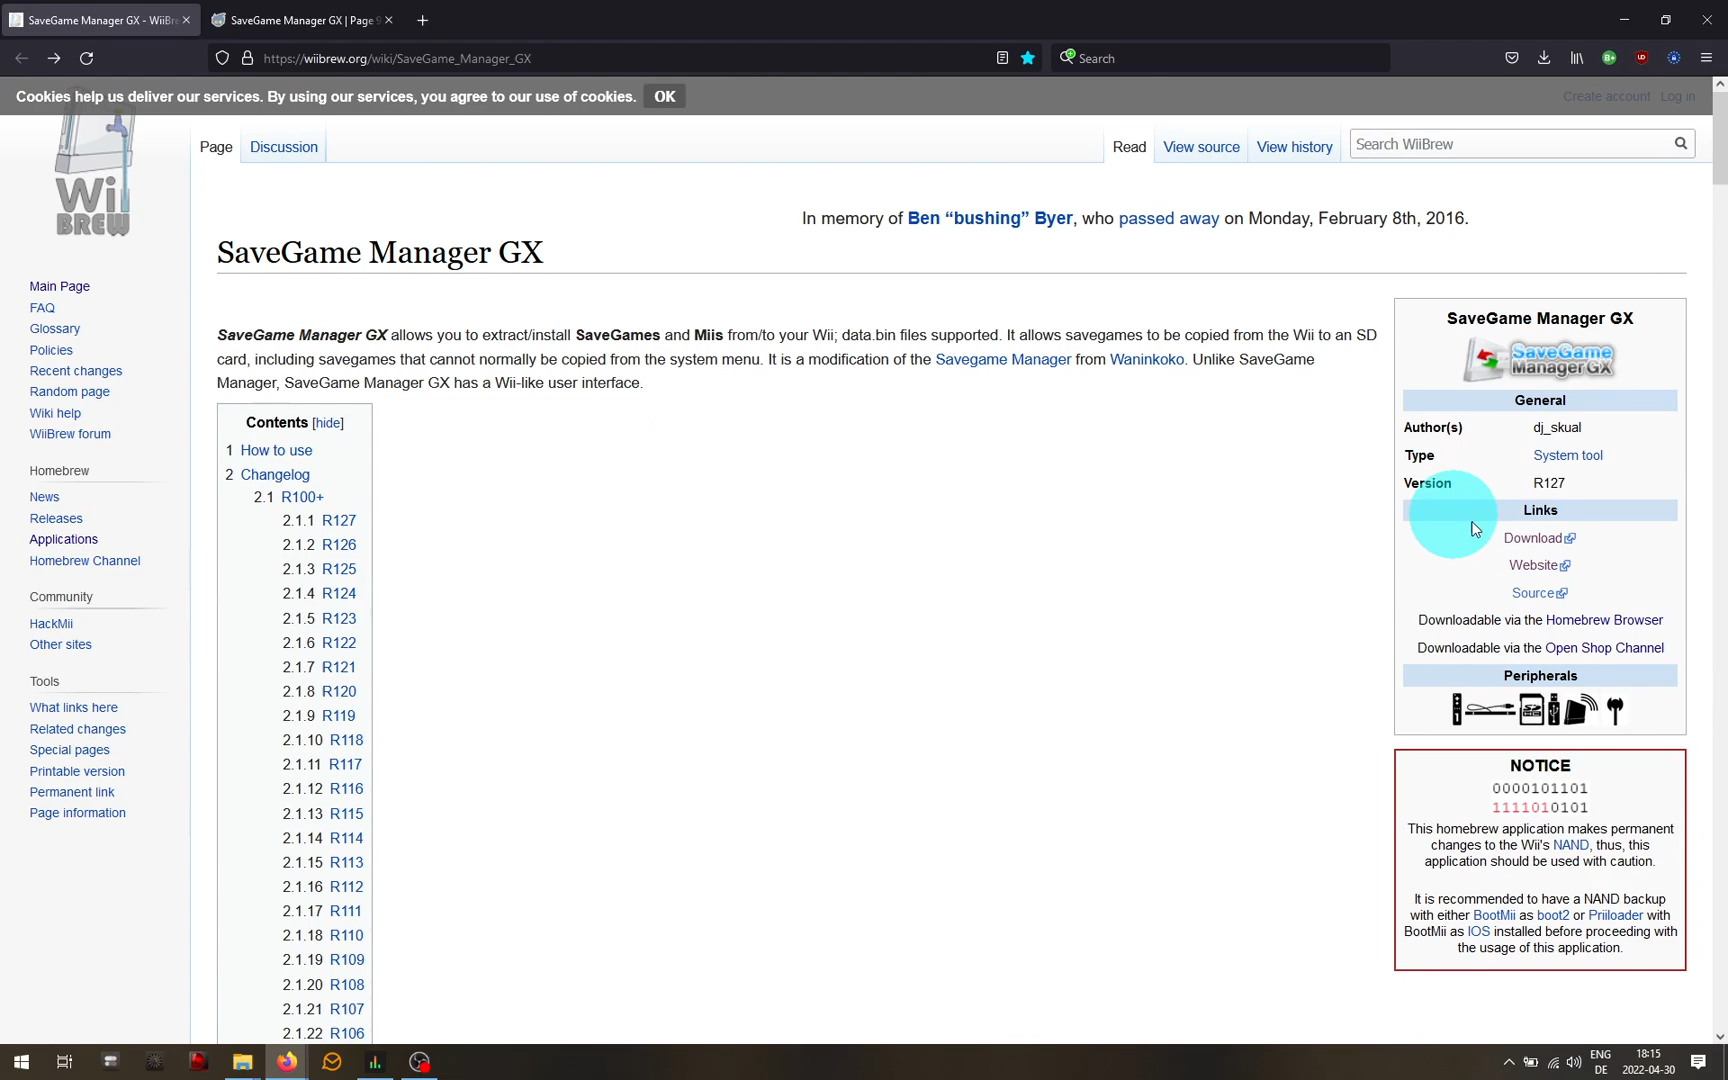 SaveGame Manager GX - WiiBre
SaveGame Manager GX | Page 9
https://wiibrew.org/wiki/SaveGame_Manager_GX
Search
Cookies help us deliver our services. By using our services, you agree to our use of cookies. OK
Create account Log in
Wii
BREW
Page Discussion
Read View source View history
Search WiiBrew
In memory of Ben “bushing” Byer, who passed away on Monday, February 8th, 2016.
SaveGame Manager GX
SaveGame Manager GX allows you to extract/install SaveGames and Miis from/to your Wii; data.bin files supported. It allows savegames to be copied from the Wii to an SD
card, including savegames that cannot normally be copied from the system menu. It is a modification of the Savegame Manager from Waninkoko. Unlike SaveGame
Manager, SaveGame Manager GX has a Wii-like user interface.
Contents [hide]
1 How to use
2 Changelog
2.1 R100+
2.1.1 R127
2.1.2 R126
2.1.3 R125
2.1.4 R124
2.1.5 R123
2.1.6 R122
2.1.7 R121
2.1.8 R120
2.1.9 R119
2.1.10 R118
2.1.11 R117
2.1.12 R116
2.1.13 R115
2.1.14 R114
2.1.15 R113
2.1.16 R112
2.1.17 R111
2.1.18 R110
2.1.19 R109
2.1.20 R108
2.1.21 R107
2.1.22 R106
Main Page
FAQ
Glossary
Policies
Recent changes
Random page
Wiki help
WiiBrew forum
Homebrew
News
Releases
Applications
Homebrew Channel
Community
HackMii
Other sites
Tools
What links here
Related changes
Special pages
Printable version
Permanent link
Page information
SaveGame Manager GX
SaveGame
Manager GX
General
Author(s) dj_skual
Type System tool
Version R127
Links
Download
Website
Source
Downloadable via the Homebrew Browser
Downloadable via the Open Shop Channel
Peripherals
NOTICE
0000101101
1111010101
This homebrew application makes permanent
changes to the Wii's NAND, thus, this
application should be used with caution.
It is recommended to have a NAND backup
with either BootMii as boot2 or Priiloader with
BootMii as IOS installed before proceeding with
the usage of this application.
ENG
DE
18:15
2022-04-30